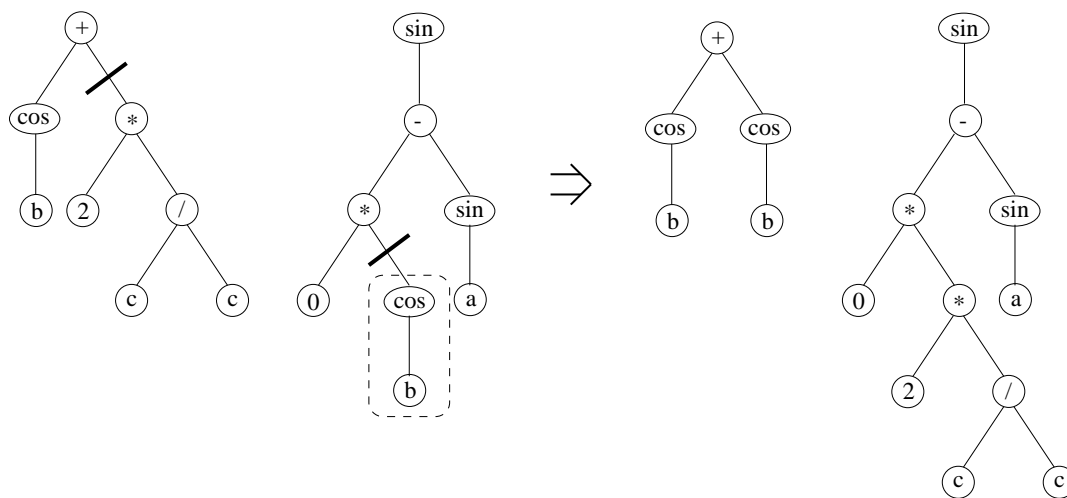 + sin + sin
cos * - cos cos -
b 2 / * sin b b * sin
c c 0 cos a 0 * a
b 2 /
c c